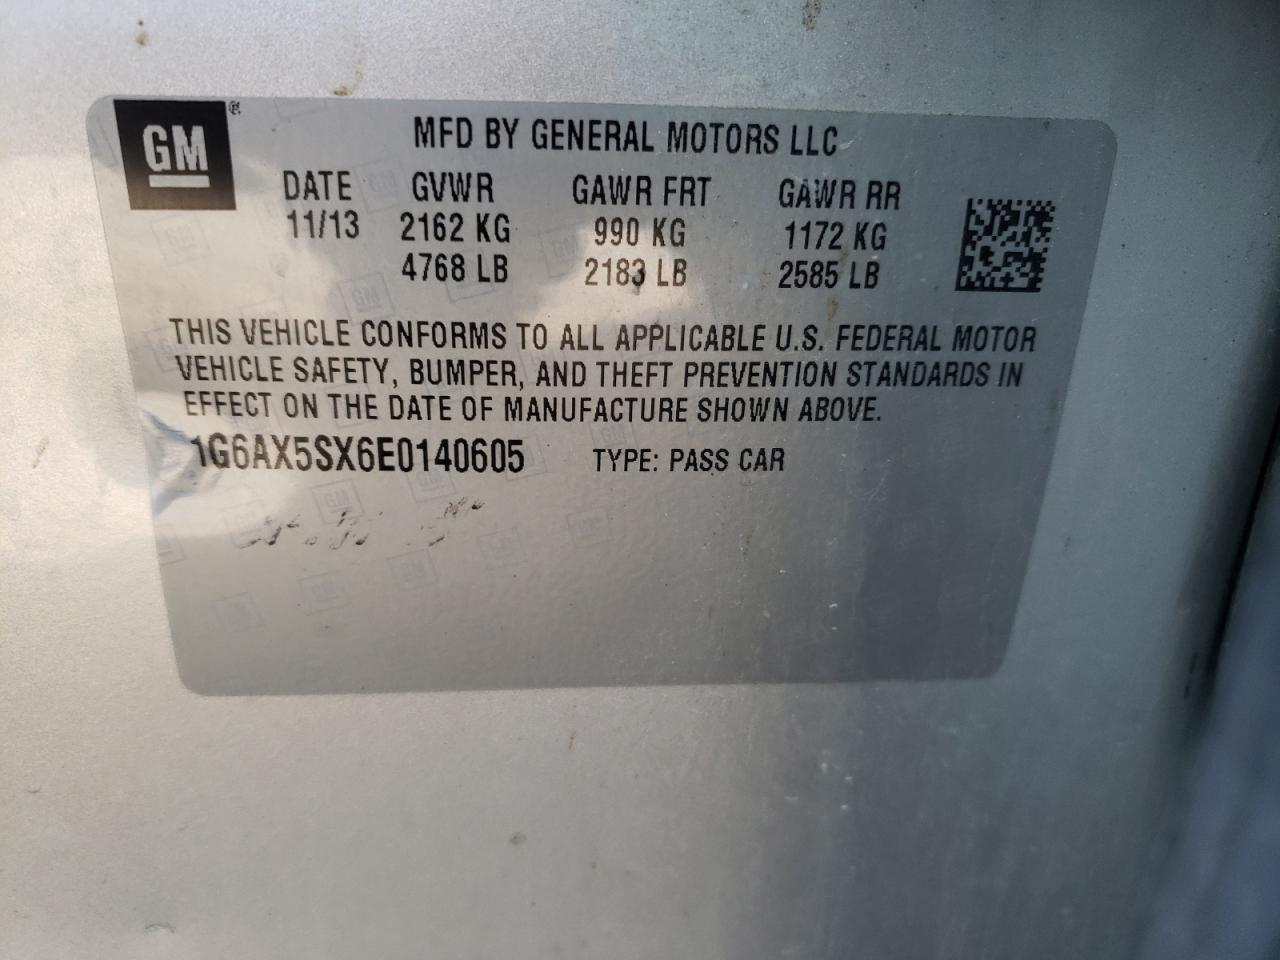 GM®
MFD BY GENERAL MOTORS LLC
DATE GVWR GAWR FRT GAWR RR
11/13 2162 KG 990 KG 1172 KG
4768 LB 2183 LB 2585 LB
THIS VEHICLE CONFORMS TO ALL APPLICABLE U.S. FEDERAL MOTOR
VEHICLE SAFETY, BUMPER, AND THEFT PREVENTION STANDARDS IN
EFFECT ON THE DATE OF MANUFACTURE SHOWN ABOVE.
1G6AX5SX6E0140605 TYPE: PASS CAR